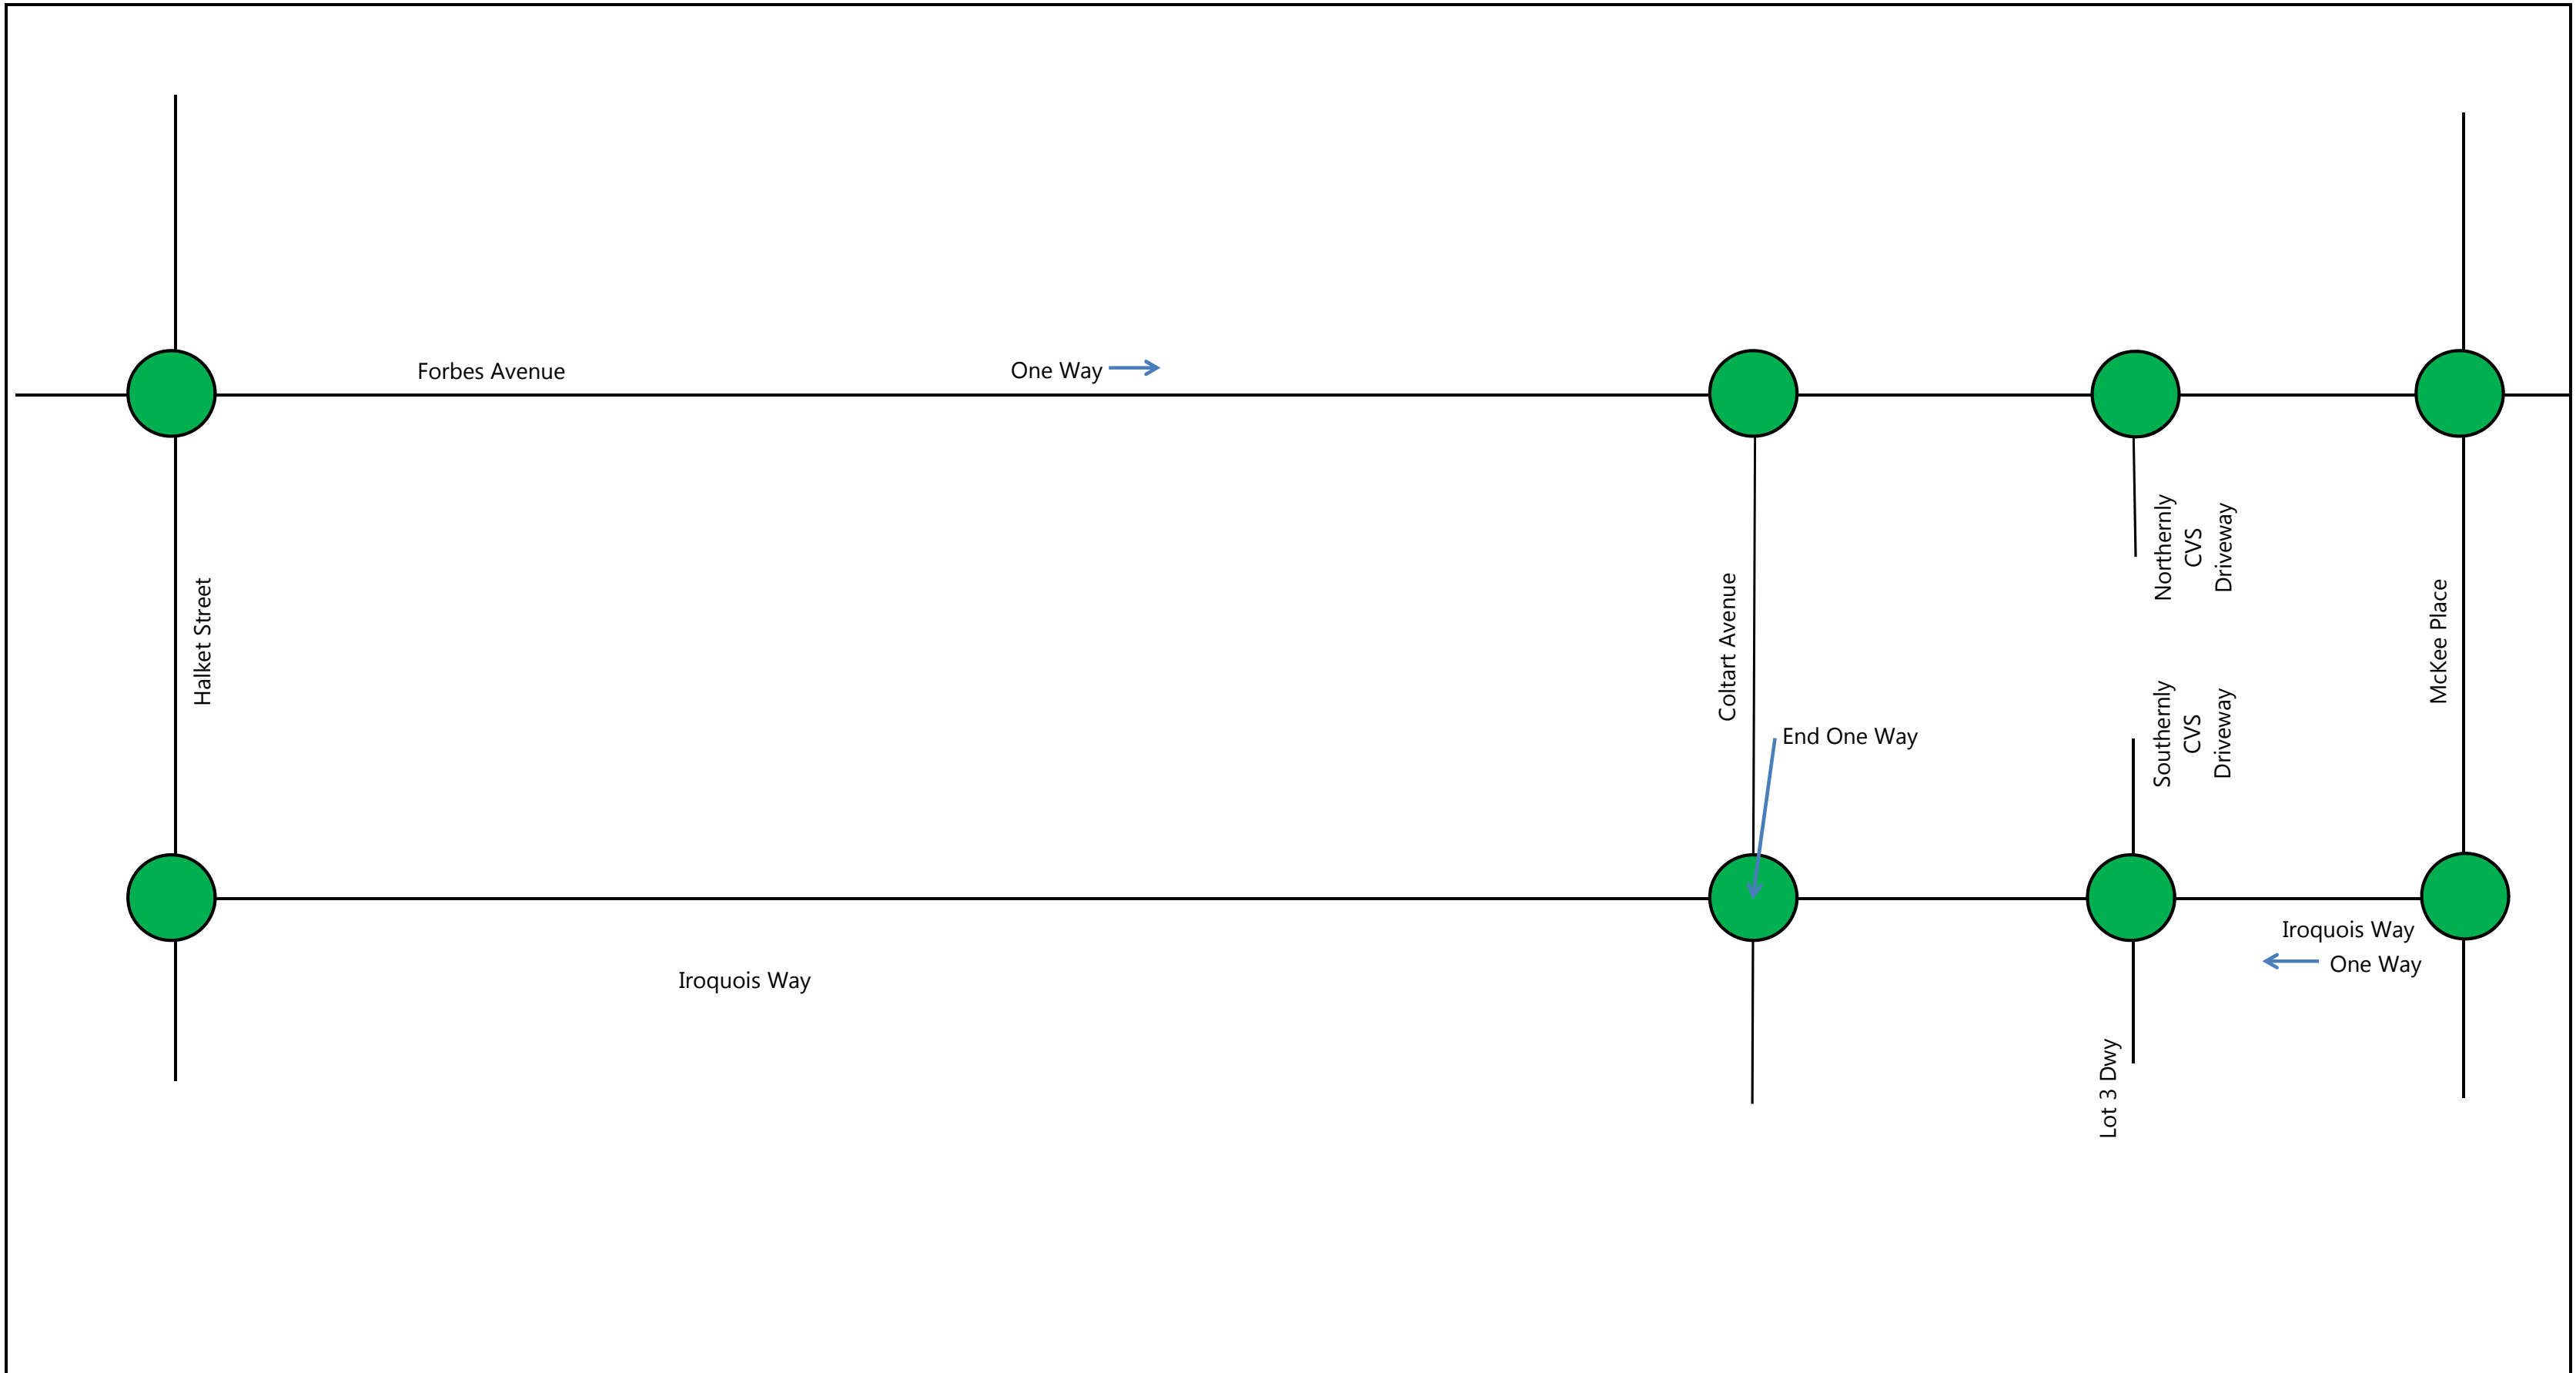 Forbes Avenue
One Way
Northernly
CVS
Driveway
Halket Street
Coltart Avenue
McKee Place
Southernly
CVS
Driveway
End One Way
Iroquois Way
One Way
Iroquois Way
Lot 3 Dwy